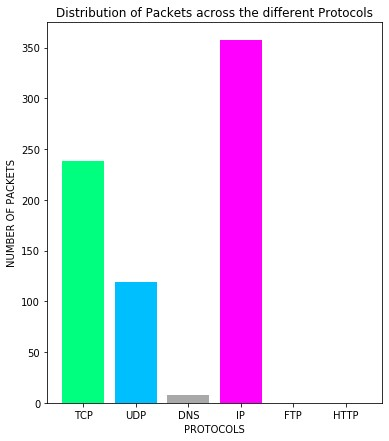 Distribution of Packets across the different Protocols
350
300
250
200
150
100
50
0
NUMBER OF PACKETS
TCP UDP DNS IP FTP HTTP
PROTOCOLS